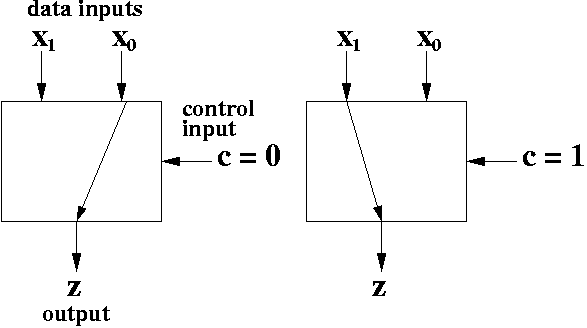 data inputs
x₁ x₀
control
input
c = 0
z
output
x₁ x₀
c = 1
z